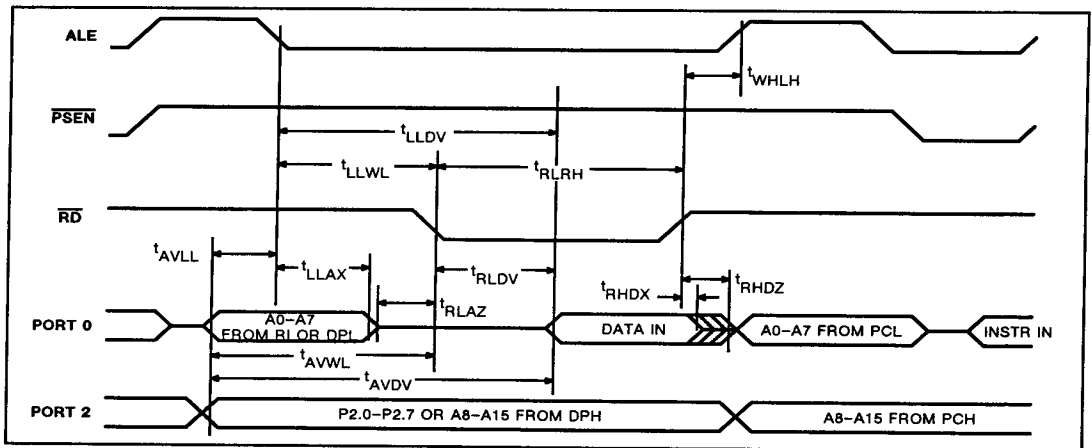 ALE
tWHLH
PSEN
tLLDV
tLLWL
tRLRH
RD
tAVLL
tLLAX
tRLDV
tRHDX
tRHDZ
tRLAZ
PORT 0
A0-A7
FROM RI OR DPL
DATA IN
A0-A7 FROM PCL
INSTR IN
tAVWL
tAVDV
PORT 2
P2.0-P2.7 OR A8-A15 FROM DPH
A8-A15 FROM PCH